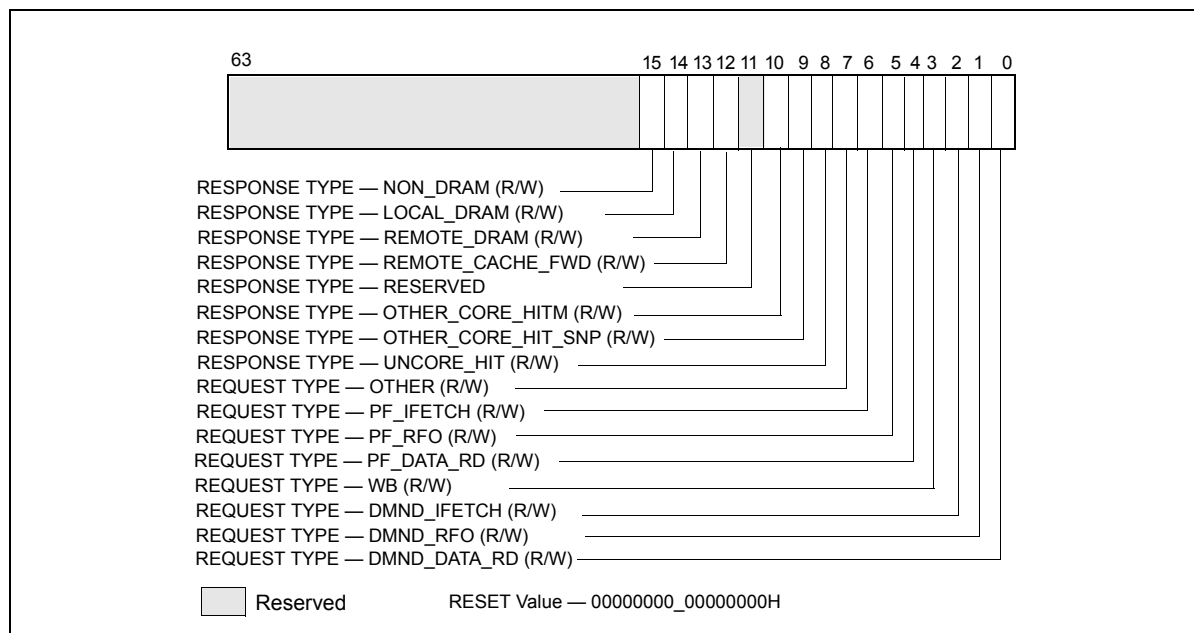 63 15 14 13 12 11 10 9 8 7 6 5 4 3 2 1 0
RESPONSE TYPE — NON_DRAM (R/W)
RESPONSE TYPE — LOCAL_DRAM (R/W)
RESPONSE TYPE — REMOTE_DRAM (R/W)
RESPONSE TYPE — REMOTE_CACHE_FWD (R/W)
RESPONSE TYPE — RESERVED
RESPONSE TYPE — OTHER_CORE_HITM (R/W)
RESPONSE TYPE — OTHER_CORE_HIT_SNP (R/W)
RESPONSE TYPE — UNCORE_HIT (R/W)
REQUEST TYPE — OTHER (R/W)
REQUEST TYPE — PF_IFETCH (R/W)
REQUEST TYPE — PF_RFO (R/W)
REQUEST TYPE — PF_DATA_RD (R/W)
REQUEST TYPE — WB (R/W)
REQUEST TYPE — DMND_IFETCH (R/W)
REQUEST TYPE — DMND_RFO (R/W)
REQUEST TYPE — DMND_DATA_RD (R/W)
Reserved RESET Value — 00000000_00000000H